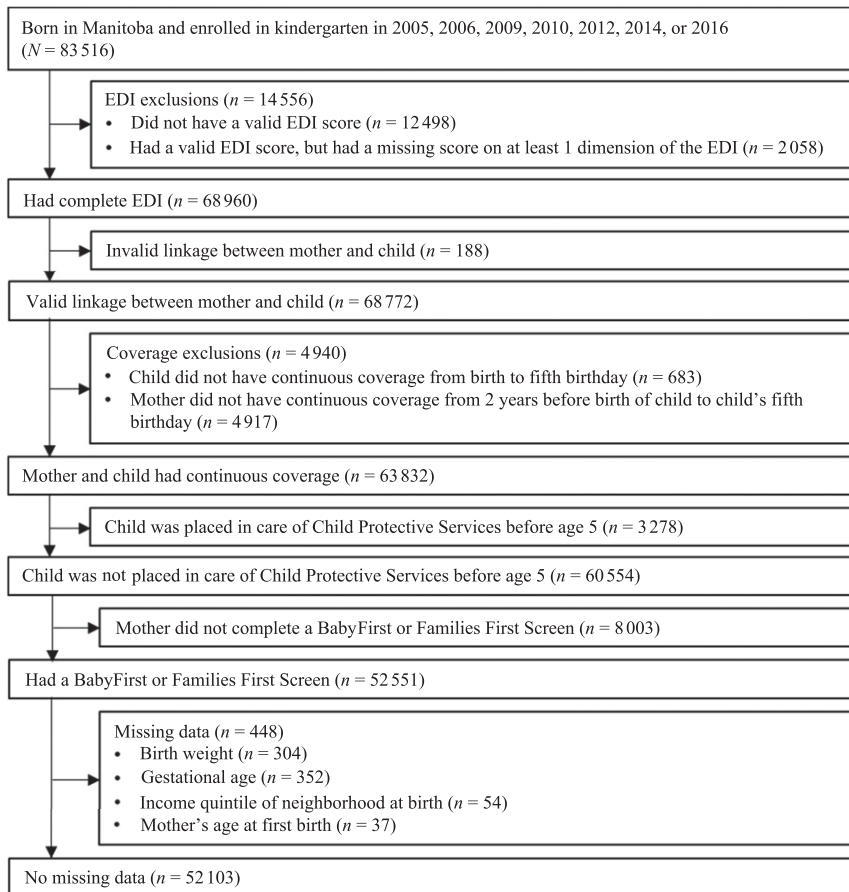 Born in Manitoba and enrolled in kindergarten in 2005, 2006, 2009, 2010, 2012, 2014, or 2016
(N = 83 516)
EDI exclusions (n = 14 556)
• Did not have a valid EDI score (n = 12 498)
• Had a valid EDI score, but had a missing score on at least 1 dimension of the EDI (n = 2 058)
Had complete EDI (n = 68 960)
Invalid linkage between mother and child (n = 188)
Valid linkage between mother and child (n = 68 772)
Coverage exclusions (n = 4 940)
• Child did not have continuous coverage from birth to fifth birthday (n = 683)
• Mother did not have continuous coverage from 2 years before birth of child to child’s fifth
birthday (n = 4 917)
Mother and child had continuous coverage (n = 63 832)
Child was placed in care of Child Protective Services before age 5 (n = 3 278)
Child was not placed in care of Child Protective Services before age 5 (n = 60 554)
Mother did not complete a BabyFirst or Families First Screen (n = 8 003)
Had a BabyFirst or Families First Screen (n = 52 551)
Missing data (n = 448)
• Birth weight (n = 304)
• Gestational age (n = 352)
• Income quintile of neighborhood at birth (n = 54)
• Mother’s age at first birth (n = 37)
No missing data (n = 52 103)